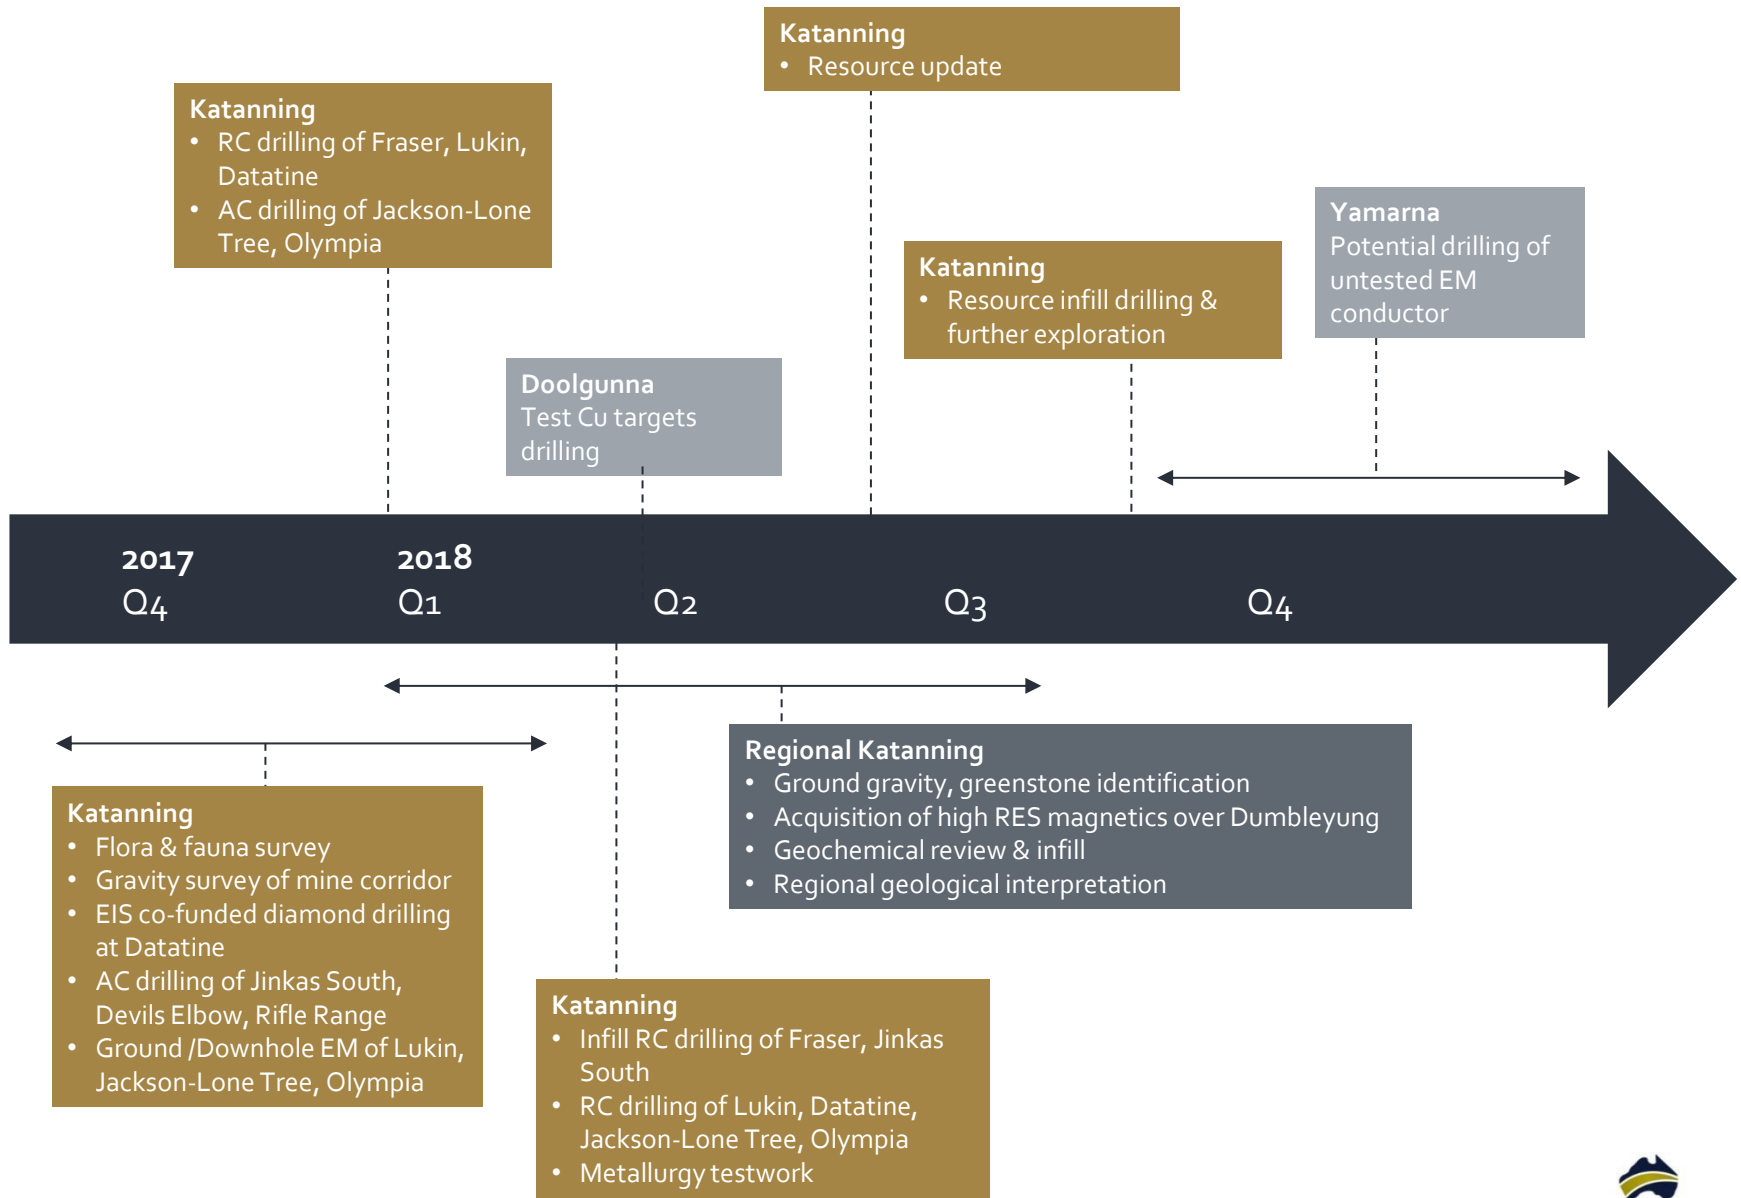 Katanning
• Resource update
Katanning
• RC drilling of Fraser, Lukin,
Datatine
• AC drilling of Jackson-Lone
Tree, Olympia
Yamarna
Potential drilling of
untested EM
conductor
Katanning
• Resource infill drilling &
further exploration
Doolgunna
Test Cu targets
drilling
2017
Q4
2018
Q1
Q2
Q3
Q4
Regional Katanning
• Ground gravity, greenstone identification
• Acquisition of high RES magnetics over Dumbleyung
• Geochemical review & infill
• Regional geological interpretation
Katanning
• Flora & fauna survey
• Gravity survey of mine corridor
• EIS co-funded diamond drilling
at Datatine
• AC drilling of Jinkas South,
Devils Elbow, Rifle Range
• Ground /Downhole EM of Lukin,
Jackson-Lone Tree, Olympia
Katanning
• Infill RC drilling of Fraser, Jinkas
South
• RC drilling of Lukin, Datatine,
Jackson-Lone Tree, Olympia
• Metallurgy testwork